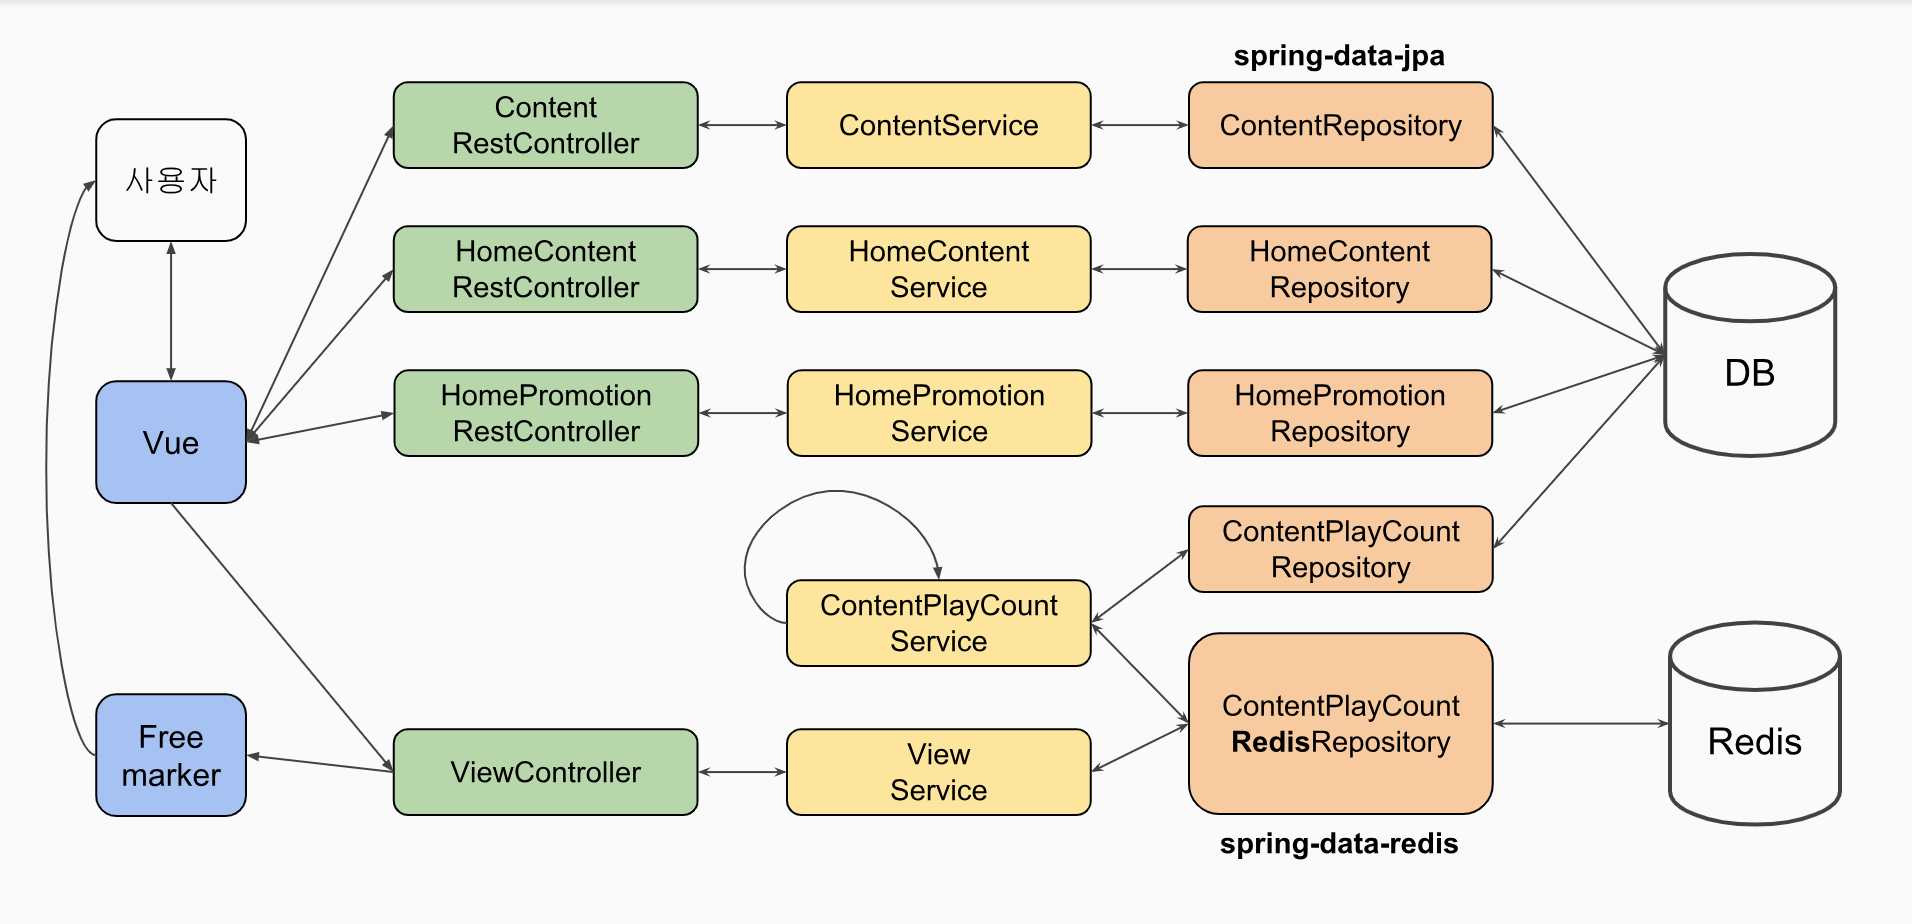 spring-data-jpa
사용자
Content
RestController
ContentService
ContentRepository
HomeContent
RestController
HomeContent
Service
HomeContent
Repository
DB
Vue
HomePromotion
RestController
HomePromotion
Service
HomePromotion
Repository
ContentPlayCount
Repository
ContentPlayCount
Service
Free
marker
ViewController
View
Service
ContentPlayCount
RedisRepository
Redis
spring-data-redis